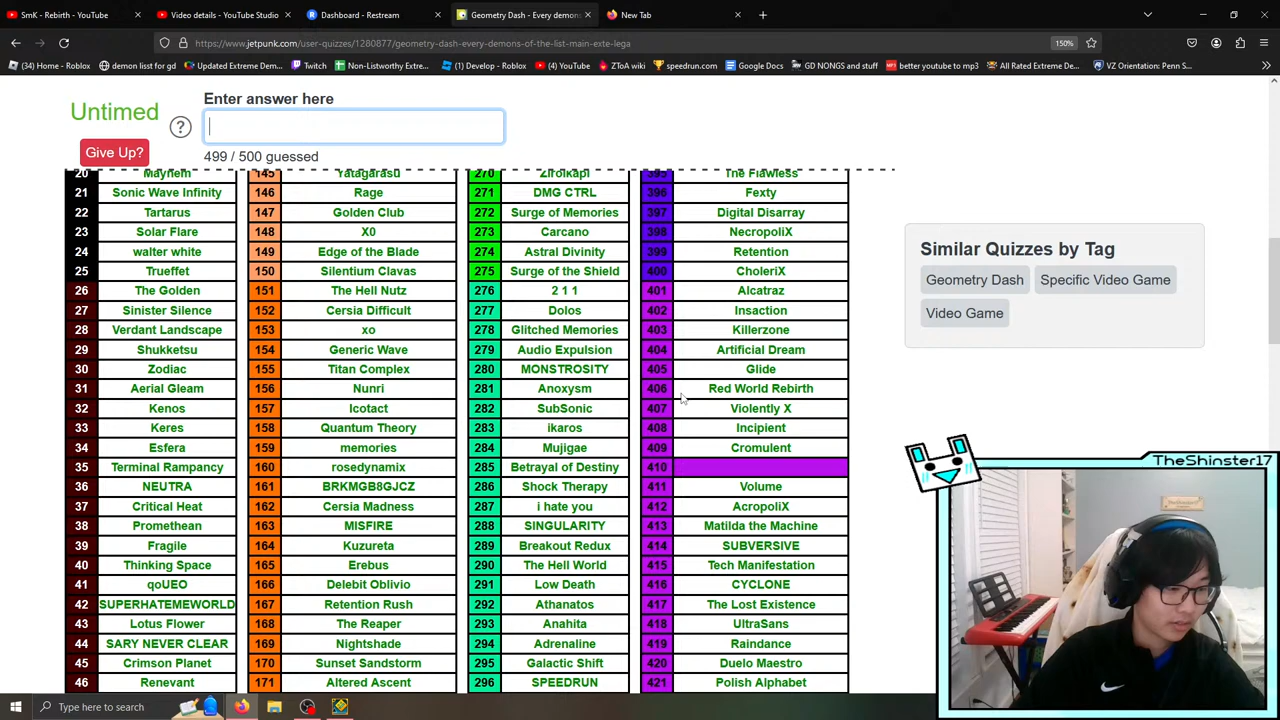 SmK - Rebirth - YouTube
Video details - YouTube Studio
Dashboard - Restream
Geometry Dash - Every demons
New Tab
https://www.jetpunk.com/user-quizzes/1280877/geometry-dash-every-demons-of-the-list-main-exte-lega
150%
(34) Home - Roblox
demon lisst for gd
Updated Extreme Dem...
Twitch
Non-Listworthy Extre...
(1) Develop - Roblox
(4) YouTube
ZToA wiki
speedrun.com
Google Docs
GD NONGS and stuff
better youtube to mp3
All Rated Extreme De...
VZ Orientation: Penn S...
Untimed
Give Up?
?
Enter answer here
499 / 500 guessed
20 Mayhem 145 Yatagarasu 270 Zifolkapi 395 The Flawless
21 Sonic Wave Infinity 146 Rage 271 DMG CTRL 396 Fexty
22 Tartarus 147 Golden Club 272 Surge of Memories 397 Digital Disarray
23 Solar Flare 148 X0 273 Carcano 398 NecropoliX
24 walter white 149 Edge of the Blade 274 Astral Divinity 399 Retention
25 Trueffet 150 Silentium Clavas 275 Surge of the Shield 400 CholeriX
26 The Golden 151 The Hell Nutz 276 2 1 1 401 Alcatraz
27 Sinister Silence 152 Cersia Difficult 277 Dolos 402 Insaction
28 Verdant Landscape 153 xo 278 Glitched Memories 403 Killerzone
29 Shukketsu 154 Generic Wave 279 Audio Expulsion 404 Artificial Dream
30 Zodiac 155 Titan Complex 280 MONSTROSITY 405 Glide
31 Aerial Gleam 156 Nunri 281 Anoxysm 406 Red World Rebirth
32 Kenos 157 Icotact 282 SubSonic 407 Violently X
33 Keres 158 Quantum Theory 283 ikaros 408 Incipient
34 Esfera 159 memories 284 Mujigae 409 Cromulent
35 Terminal Rampancy 160 rosedynamix 285 Betrayal of Destiny 410
36 NEUTRA 161 BRKMGB8GJCZ 286 Shock Therapy 411 Volume
37 Critical Heat 162 Cersia Madness 287 i hate you 412 AcropoliX
38 Promethean 163 MISFIRE 288 SINGULARITY 413 Matilda the Machine
39 Fragile 164 Kuzureta 289 Breakout Redux 414 SUBVERSIVE
40 Thinking Space 165 Erebus 290 The Hell World 415 Tech Manifestation
41 qoUEO 166 Delebit Oblivio 291 Low Death 416 CYCLONE
42 SUPERHATEMEWORLD 167 Retention Rush 292 Athanatos 417 The Lost Existence
43 Lotus Flower 168 The Reaper 293 Anahita 418 UltraSans
44 SARY NEVER CLEAR 169 Nightshade 294 Adrenaline 419 Raindance
45 Crimson Planet 170 Sunset Sandstorm 295 Galactic Shift 420 Duelo Maestro
46 Renevant 171 Altered Ascent 296 SPEEDRUN 421 Polish Alphabet
Similar Quizzes by Tag
Geometry Dash
Specific Video Game
Video Game
TheShinster17
Type here to search